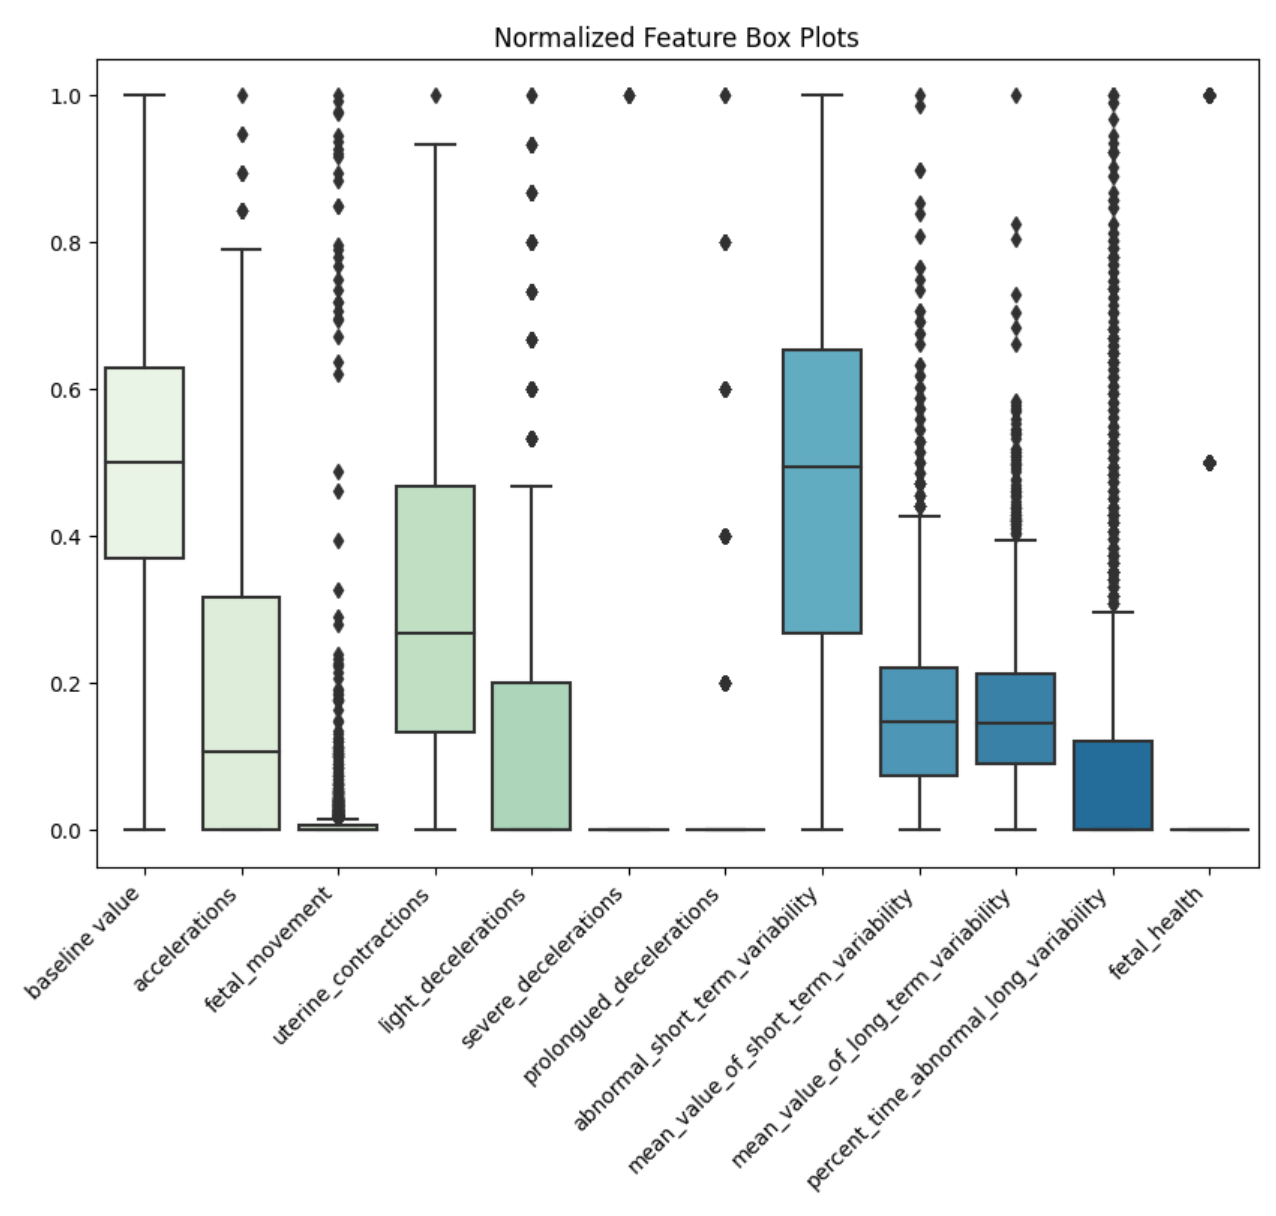 Normalized Feature Box Plots
1.0
0.8
0.6
0.4
0.2
0.0
baseline value
accelerations
fetal_movement
uterine_contractions
light_decelerations
severe_decelerations
prolongued_decelerations
abnormal_short_term_variability
mean_value_of_short_term_variability
mean_value_of_long_term_variability
percent_time_abnormal_long_variability
fetal_health